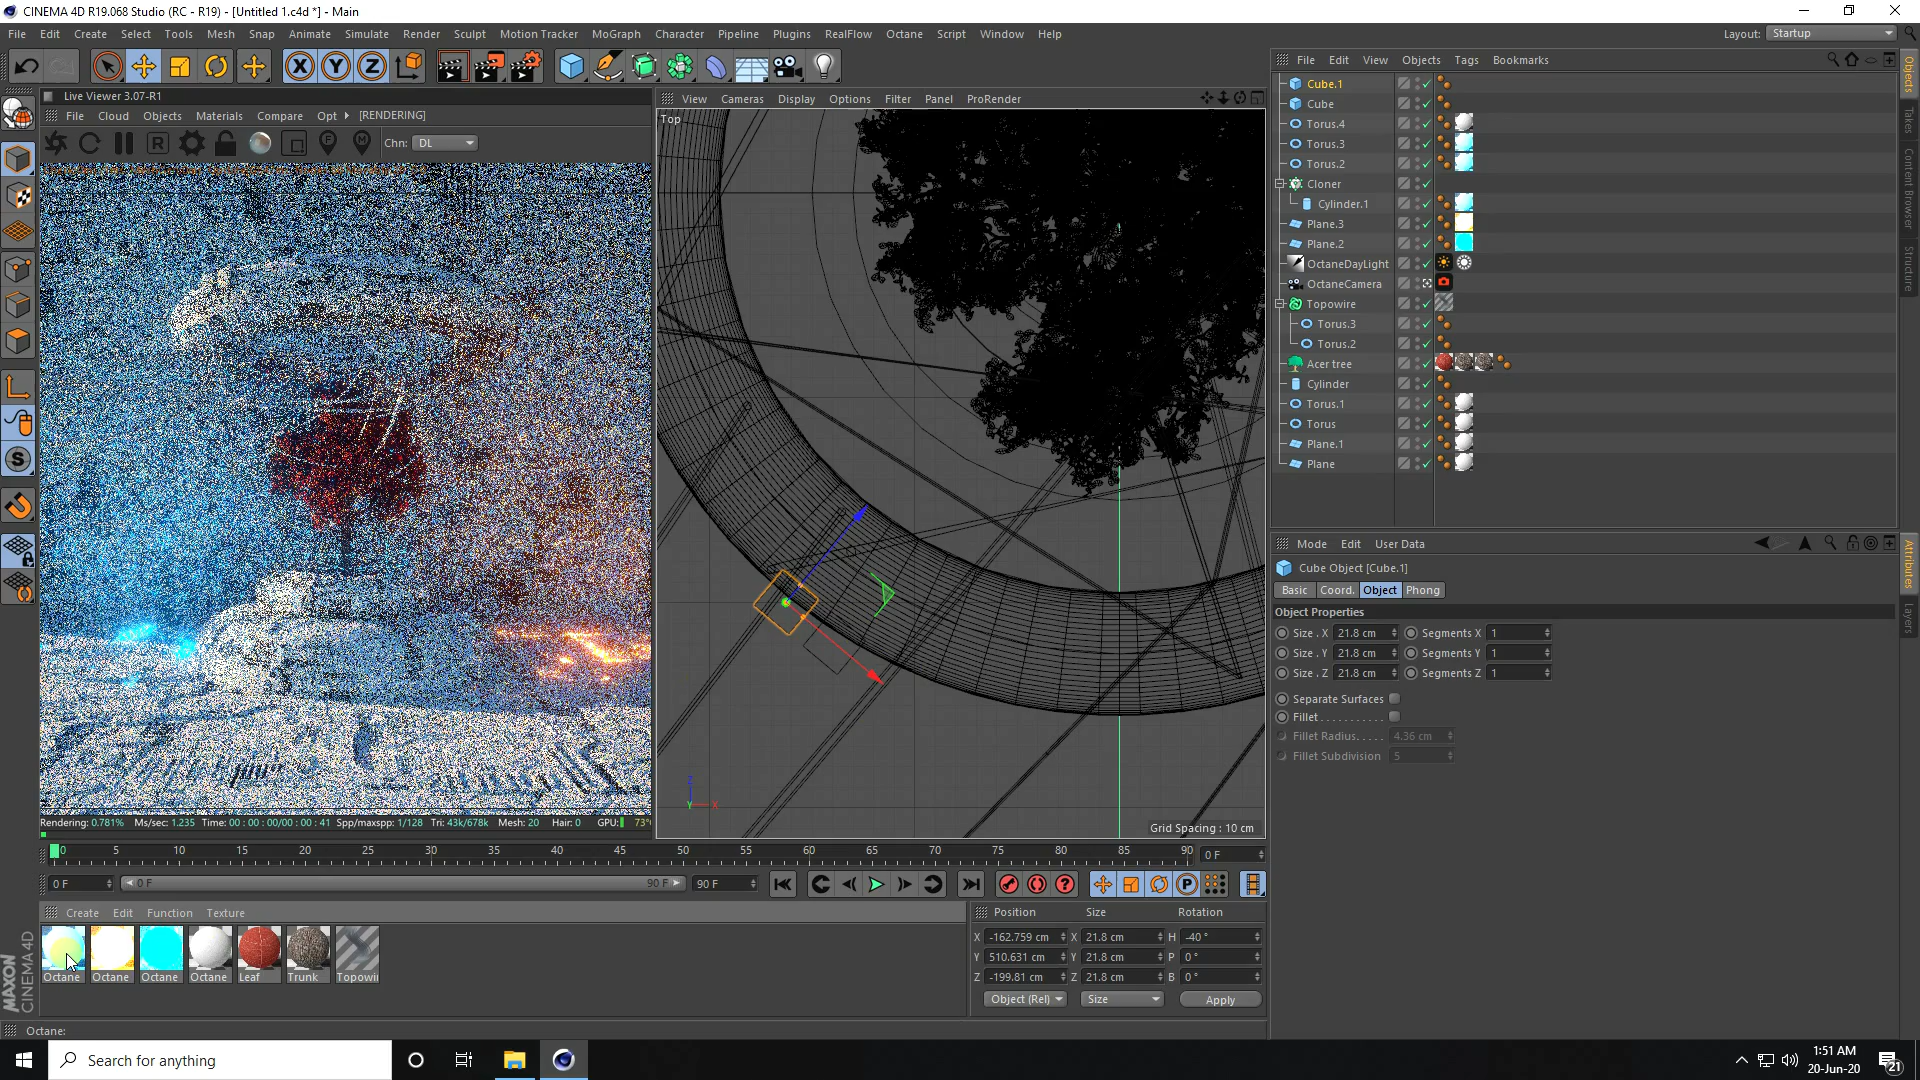 CINEMA 4D R19.068 Studio (RC - R19) - [Untitled 1.c4d *] - Main
File Edit Create Select Tools Mesh Snap Animate Simulate Render Sculpt Motion Tracker MoGraph Character Pipeline Plugins RealFlow Octane Script Window Help
Layout: Startup
Live Viewer 3.07-R1
File Cloud Objects Materials Compare Opt [RENDERING]
Chn: DL
View Cameras Display Options Filter Panel ProRender
Top
Grid Spacing : 10 cm
Rendering: 0.781% Ms/sec: 1.235 Time: 00 : 00 : 00/00 : 00 : 41 Spp/maxspp: 1/128 Tri: 43k/678k Mesh: 20 Hair: 0 GPU: 73°
File Edit View Objects Tags Bookmarks
Cube.1
Cube
Torus.4
Torus.3
Torus.2
Cloner
Cylinder.1
Plane.3
Plane.2
OctaneDayLight
OctaneCamera
Topowire
Torus.3
Torus.2
Acer tree
Cylinder
Torus.1
Torus
Plane.1
Plane
Objects
Takes
Content Browser
Structure
Mode Edit User Data
Cube Object [Cube.1]
Basic Coord. Object Phong
Object Properties
Size . X 21.8 cm Segments X 1
Size . Y 21.8 cm Segments Y 1
Size . Z 21.8 cm Segments Z 1
Separate Surfaces
Fillet
Fillet Radius 4.36 cm
Fillet Subdivision 5
Attributes
Layers
0 5 10 15 20 25 30 35 40 45 50 55 60 65 70 75 80 85 90 0 F
0 F 0 F 90 F 90 F
Create Edit Function Texture
Octane Octane Octane Octane Leaf Trunk Topowi
Position Size Rotation
X -162.759 cm X 21.8 cm H -40 °
Y 510.631 cm Y 21.8 cm P 0 °
Z -199.81 cm Z 21.8 cm B 0 °
Object (Rel) Size Apply
MAXON
CINEMA 4D
Octane:
Search for anything
1:51 AM
20-Jun-20
21